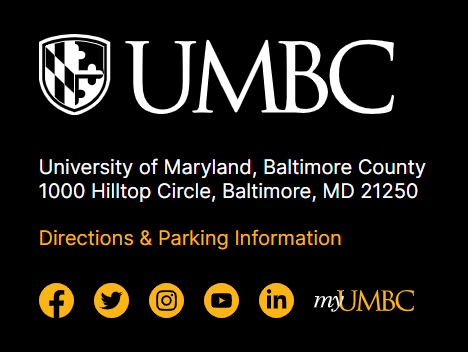 UMBC
University of Maryland, Baltimore County
1000 Hilltop Circle, Baltimore, MD 21250
Directions & Parking Information
myUMBC